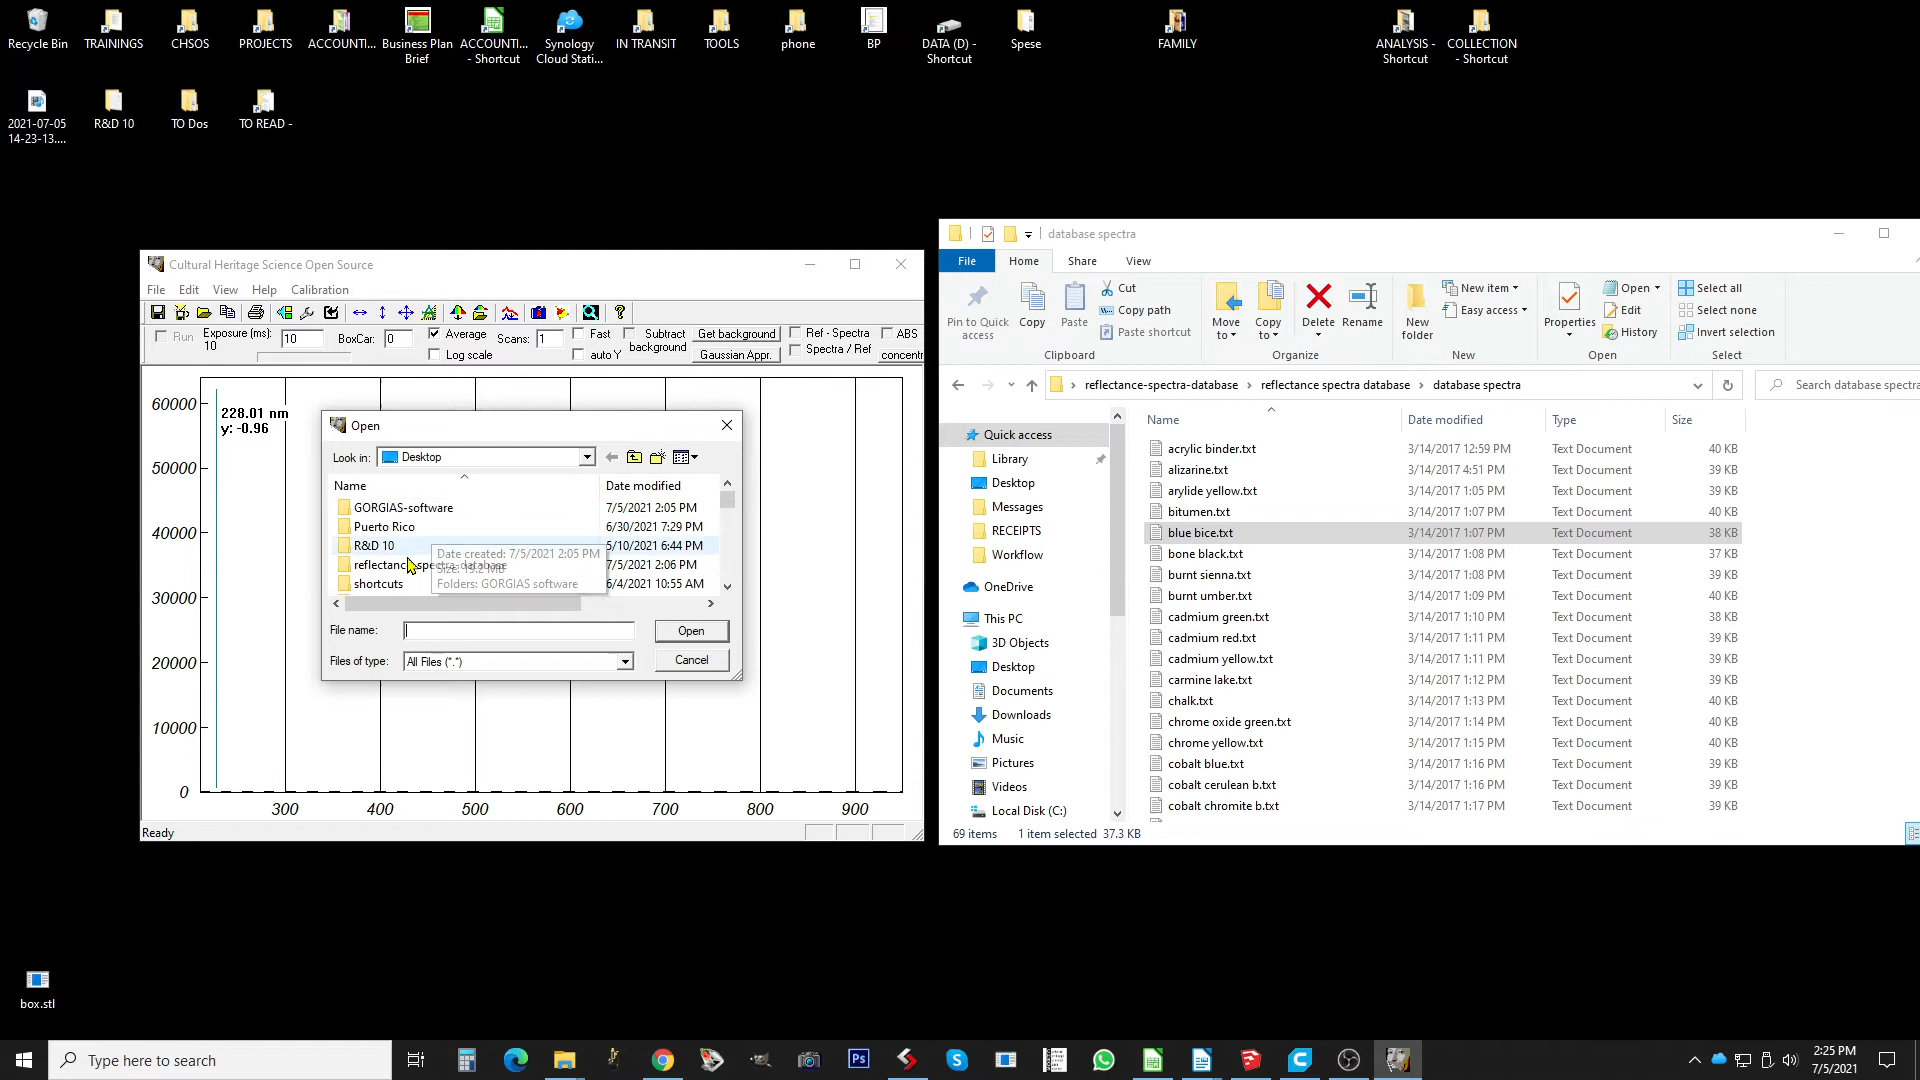 Recycle Bin
TRAININGS
CHSOS
PROJECTS
ACCOUNTI...
Business Plan
Brief
ACCOUNTI...
- Shortcut
Synology
Cloud Stati...
IN TRANSIT
TOOLS
phone
BP
DATA (D) -
Shortcut
Spese
FAMILY
ANALYSIS -
Shortcut
COLLECTION
- Shortcut
2021-07-05
14-23-13....
R&D 10
TO Dos
TO READ -
Cultural Heritage Science Open Source
File Edit View Help Calibration
Run
Exposure (ms):
10
10
BoxCar:
0
Average
Log scale
Scans:
1
Fast
auto Y
Subtract
background
Get background
Gaussian Appr.
Ref - Spectra
Spectra / Ref
ABS
concentr
60000
50000
40000
30000
20000
10000
0
228.01 nm
y: -0.96
300 400 500 600 700 800 900
Ready
Open
Look in:
Desktop
Name Date modified
GORGIAS-software 7/5/2021 2:05 PM
Puerto Rico 6/30/2021 7:29 PM
R&D 10 5/10/2021 6:44 PM
reflectance-spectra-database 7/5/2021 2:06 PM
shortcuts 6/4/2021 10:55 AM
Date created: 7/5/2021 2:05 PM
Size: 19.2 MB
Folders: GORGIAS software
File name:
Open
Files of type:
All Files (*.*)
Cancel
database spectra
File Home Share View
Pin to Quick
access
Copy
Paste
Cut
Copy path
Paste shortcut
Clipboard
Move
to
Copy
to
Delete
Rename
Organize
New
folder
New item
Easy access
New
Properties
Open
Edit
History
Open
Select all
Select none
Invert selection
Select
reflectance-spectra-database > reflectance spectra database > database spectra
Search database spectra
Quick access
Library
Desktop
Messages
RECEIPTS
Workflow
OneDrive
This PC
3D Objects
Desktop
Documents
Downloads
Music
Pictures
Videos
Local Disk (C:)
Name Date modified Type Size
acrylic binder.txt 3/14/2017 12:59 PM Text Document 40 KB
alizarine.txt 3/14/2017 4:51 PM Text Document 39 KB
arylide yellow.txt 3/14/2017 1:05 PM Text Document 39 KB
bitumen.txt 3/14/2017 1:07 PM Text Document 40 KB
blue bice.txt 3/14/2017 1:07 PM Text Document 38 KB
bone black.txt 3/14/2017 1:08 PM Text Document 37 KB
burnt sienna.txt 3/14/2017 1:08 PM Text Document 39 KB
burnt umber.txt 3/14/2017 1:09 PM Text Document 39 KB
cadmium green.txt 3/14/2017 1:10 PM Text Document 38 KB
cadmium red.txt 3/14/2017 1:11 PM Text Document 39 KB
cadmium yellow.txt 3/14/2017 1:11 PM Text Document 39 KB
carmine lake.txt 3/14/2017 1:12 PM Text Document 39 KB
chalk.txt 3/14/2017 1:13 PM Text Document 40 KB
chrome oxide green.txt 3/14/2017 1:14 PM Text Document 40 KB
chrome yellow.txt 3/14/2017 1:15 PM Text Document 40 KB
cobalt blue.txt 3/14/2017 1:16 PM Text Document 39 KB
cobalt cerulean b.txt 3/14/2017 1:16 PM Text Document 39 KB
cobalt chromite b.txt 3/14/2017 1:17 PM Text Document 39 KB
69 items 1 item selected 37.3 KB
box.stl
Type here to search
Ps
2:25 PM
7/5/2021